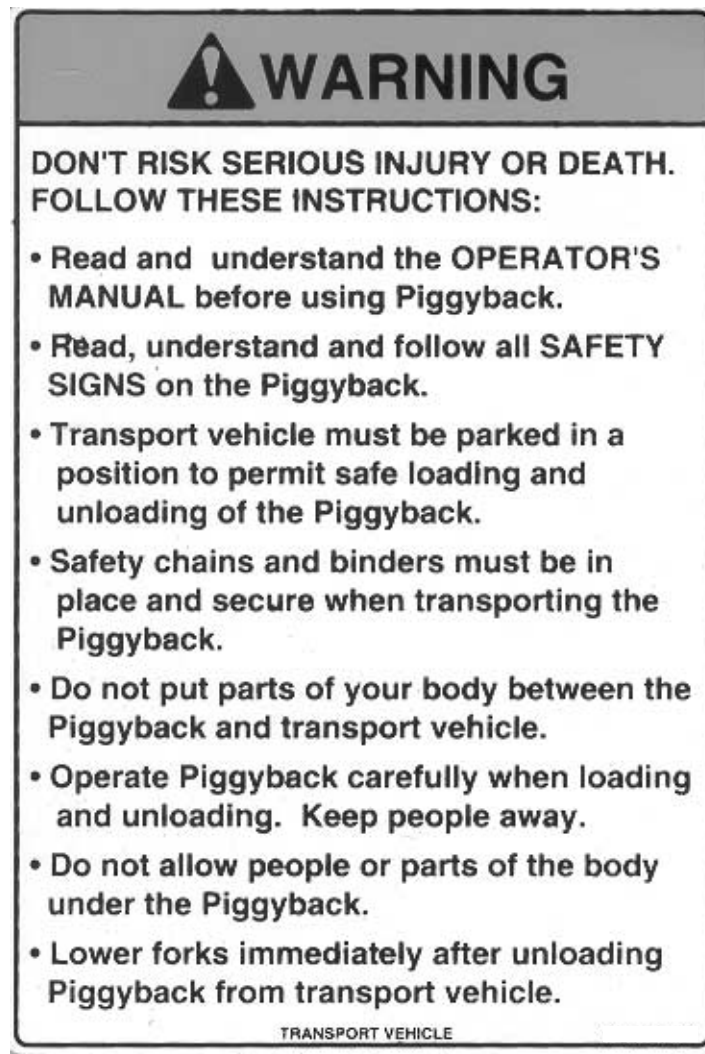 WARNING
DON'T RISK SERIOUS INJURY OR DEATH.
FOLLOW THESE INSTRUCTIONS:
• Read and understand the OPERATOR'S
MANUAL before using Piggyback.
• Read, understand and follow all SAFETY
SIGNS on the Piggyback.
• Transport vehicle must be parked in a
position to permit safe loading and
unloading of the Piggyback.
• Safety chains and binders must be in
place and secure when transporting the
Piggyback.
• Do not put parts of your body between the
Piggyback and transport vehicle.
• Operate Piggyback carefully when loading
and unloading. Keep people away.
• Do not allow people or parts of the body
under the Piggyback.
• Lower forks immediately after unloading
Piggyback from transport vehicle.
TRANSPORT VEHICLE